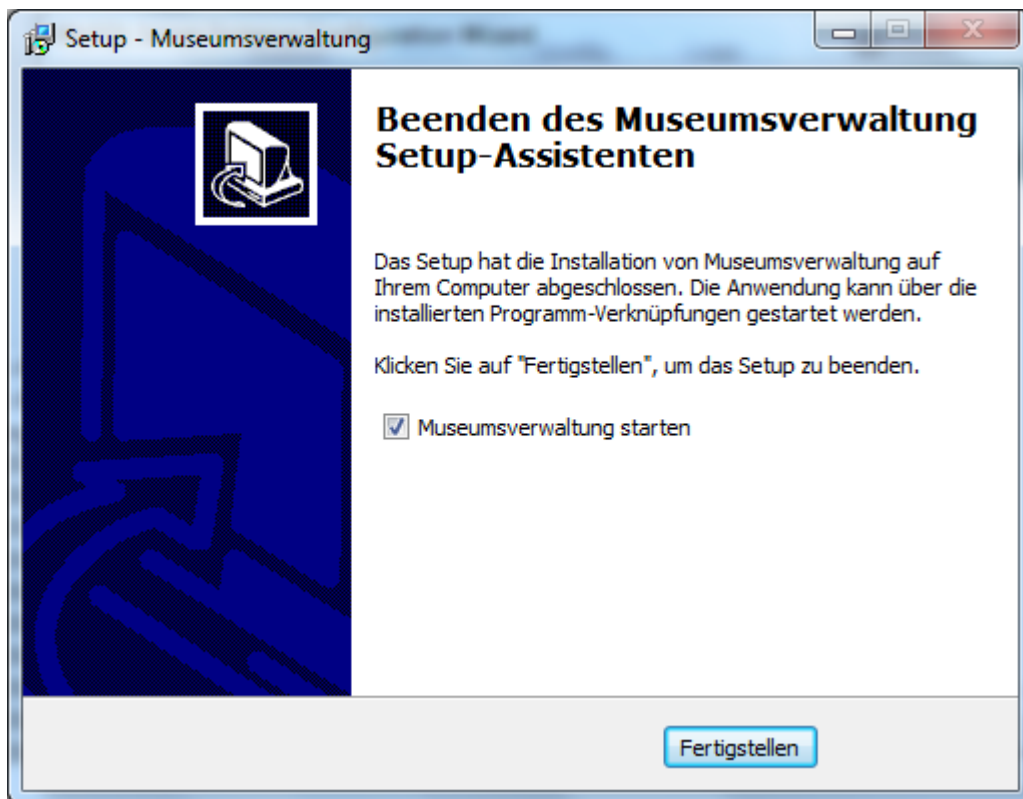 Setup - Museumsverwaltung
Beenden des Museumsverwaltung
Setup-Assistenten
Das Setup hat die Installation von Museumsverwaltung auf
Ihrem Computer abgeschlossen. Die Anwendung kann über die
installierten Programm-Verknüpfungen gestartet werden.
Klicken Sie auf "Fertigstellen", um das Setup zu beenden.
Museumsverwaltung starten
Fertigstellen